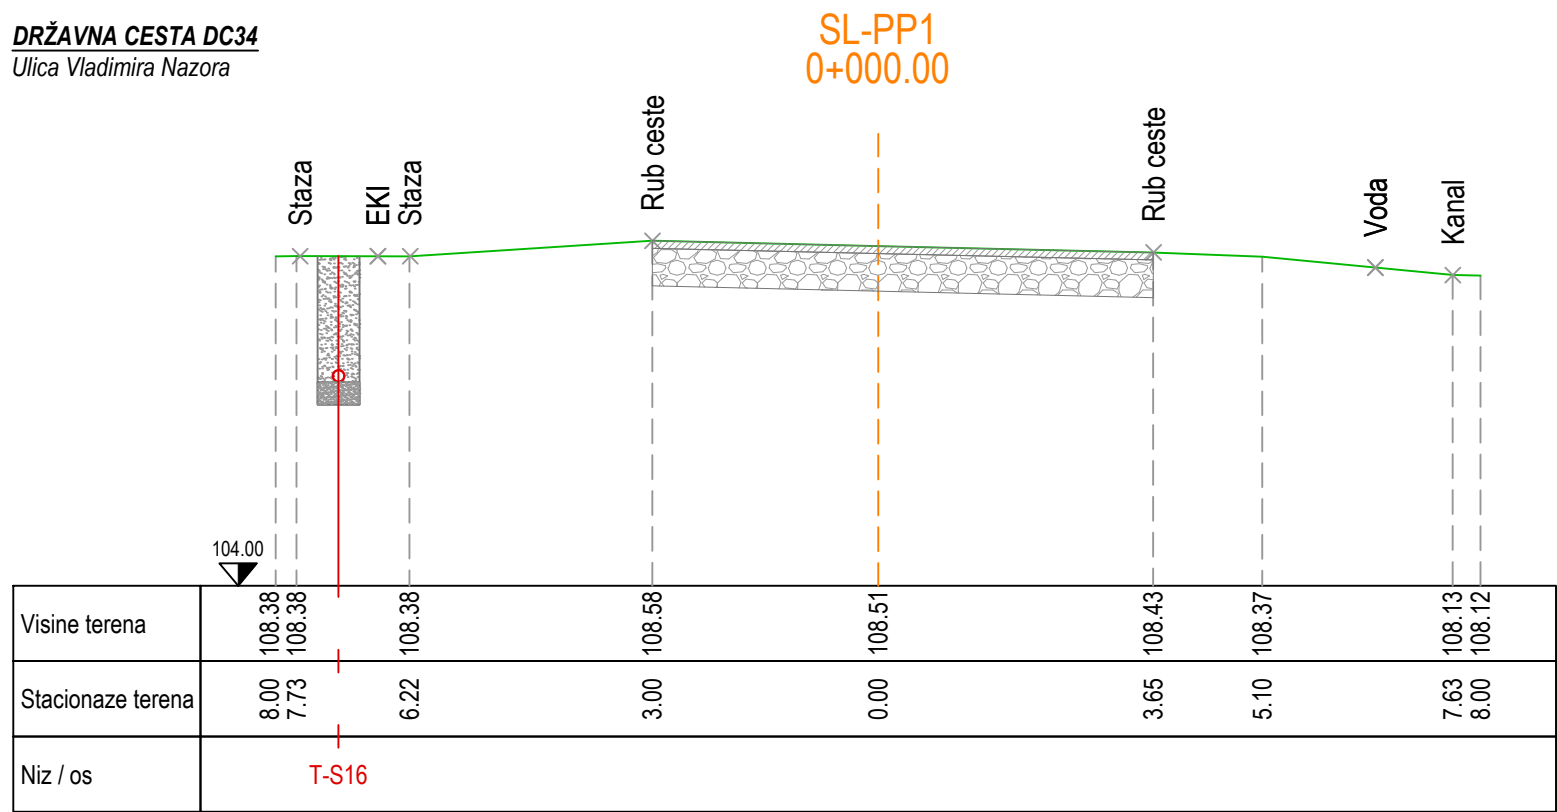 DRŽAVNA CESTA DC34
Ulica Vladimira Nazora
SL-PP1
0+000.00
Staza
EKI
Staza
Rub ceste
Rub ceste
Voda
Kanal
104.00
Visine terena
108.38
108.38
108.38
108.58
108.51
108.43
108.37
108.13
108.12
Stacionaze terena
8.00
7.73
6.22
3.00
0.00
3.65
5.10
7.63
8.00
Niz / os
T-S16